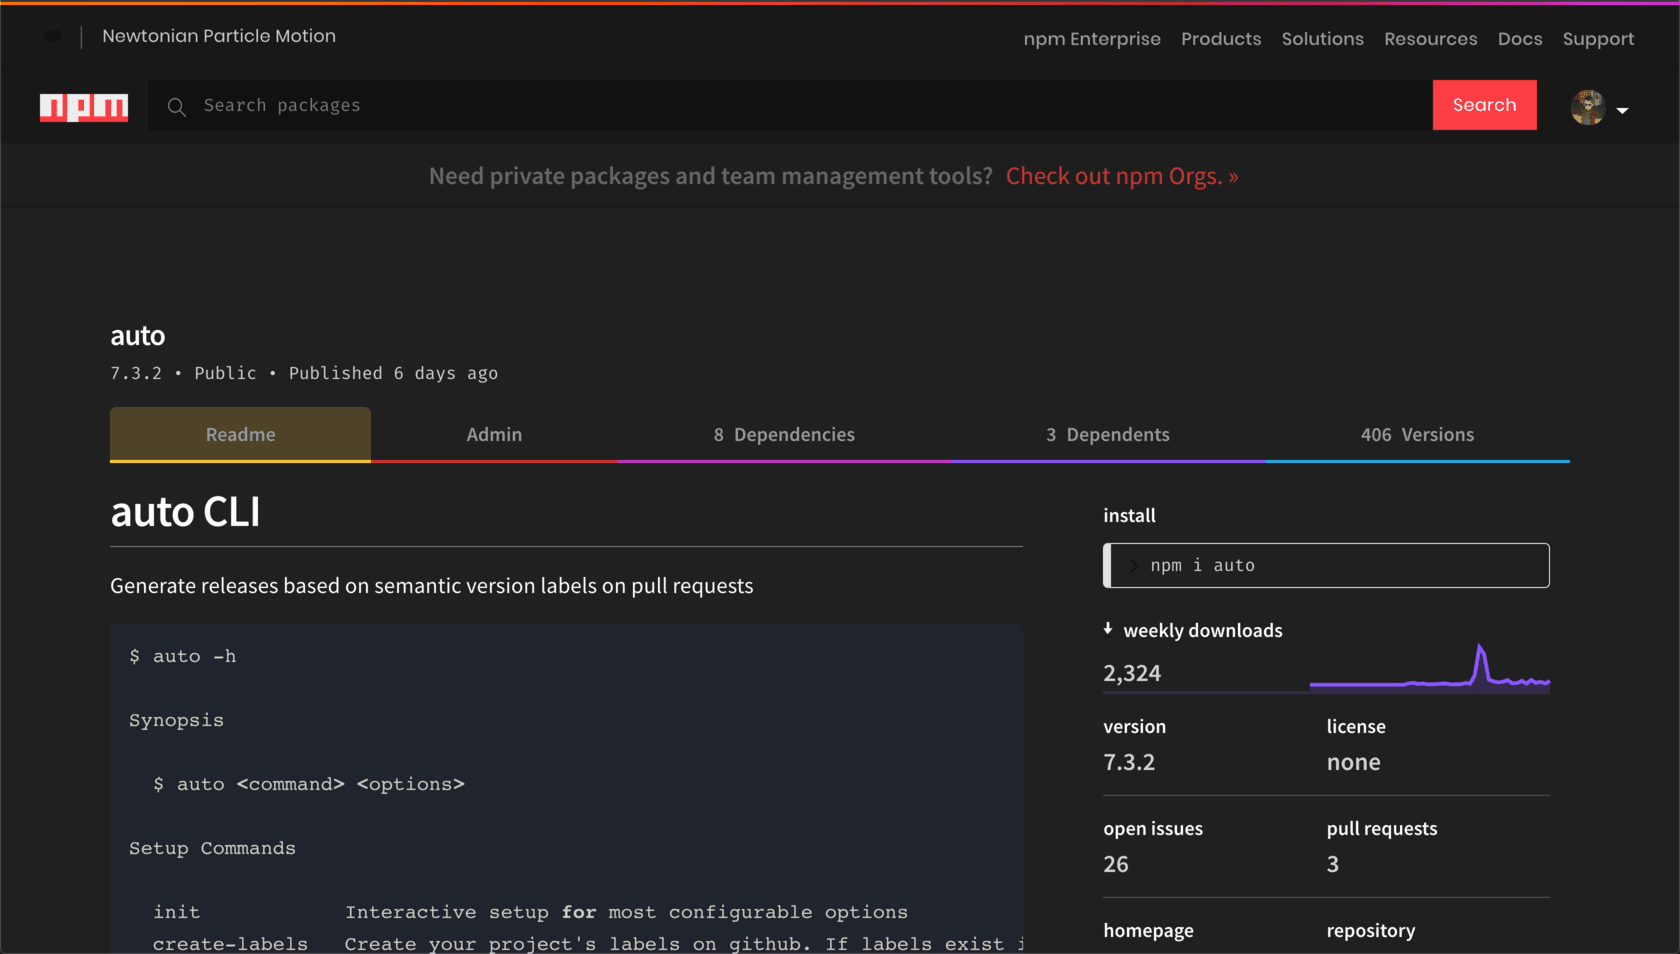 Newtonian Particle Motion
npm Enterprise Products Solutions Resources Docs Support
npm
Search packages
Search
Need private packages and team management tools? Check out npm Orgs. »
auto
7.3.2 • Public • Published 6 days ago
Readme
Admin
8 Dependencies
3 Dependents
406 Versions
auto CLI
Generate releases based on semantic version labels on pull requests
$ auto -h
Synopsis
$ auto <command> <options>
Setup Commands
init Interactive setup for most configurable options
create-labels Create your project's labels on github. If labels exist i
install
> npm i auto
weekly downloads
2,324
version
7.3.2
license
none
open issues
26
pull requests
3
homepage
repository